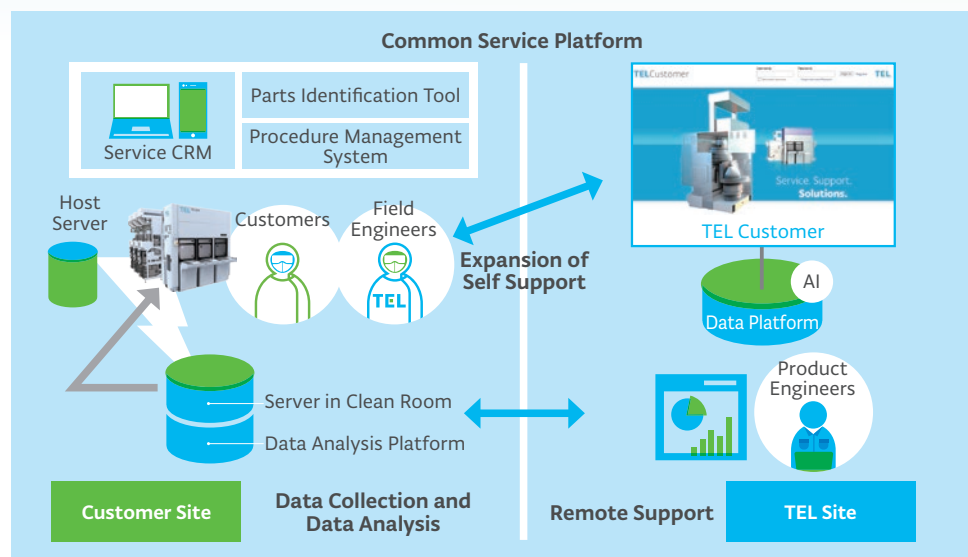 Common Service Platform
Service CRM
Parts Identification Tool
Procedure Management
System
TELCustomer
TEL
Service. Support.
Solutions.
TEL Customer
Host
Server
TEL
Customers
Field
Engineers
TEL
Expansion of
Self Support
AI
Data Platform
Server in Clean Room
Data Analysis Platform
Product
Engineers
Customer Site
Data Collection and
Data Analysis
Remote Support
TEL Site